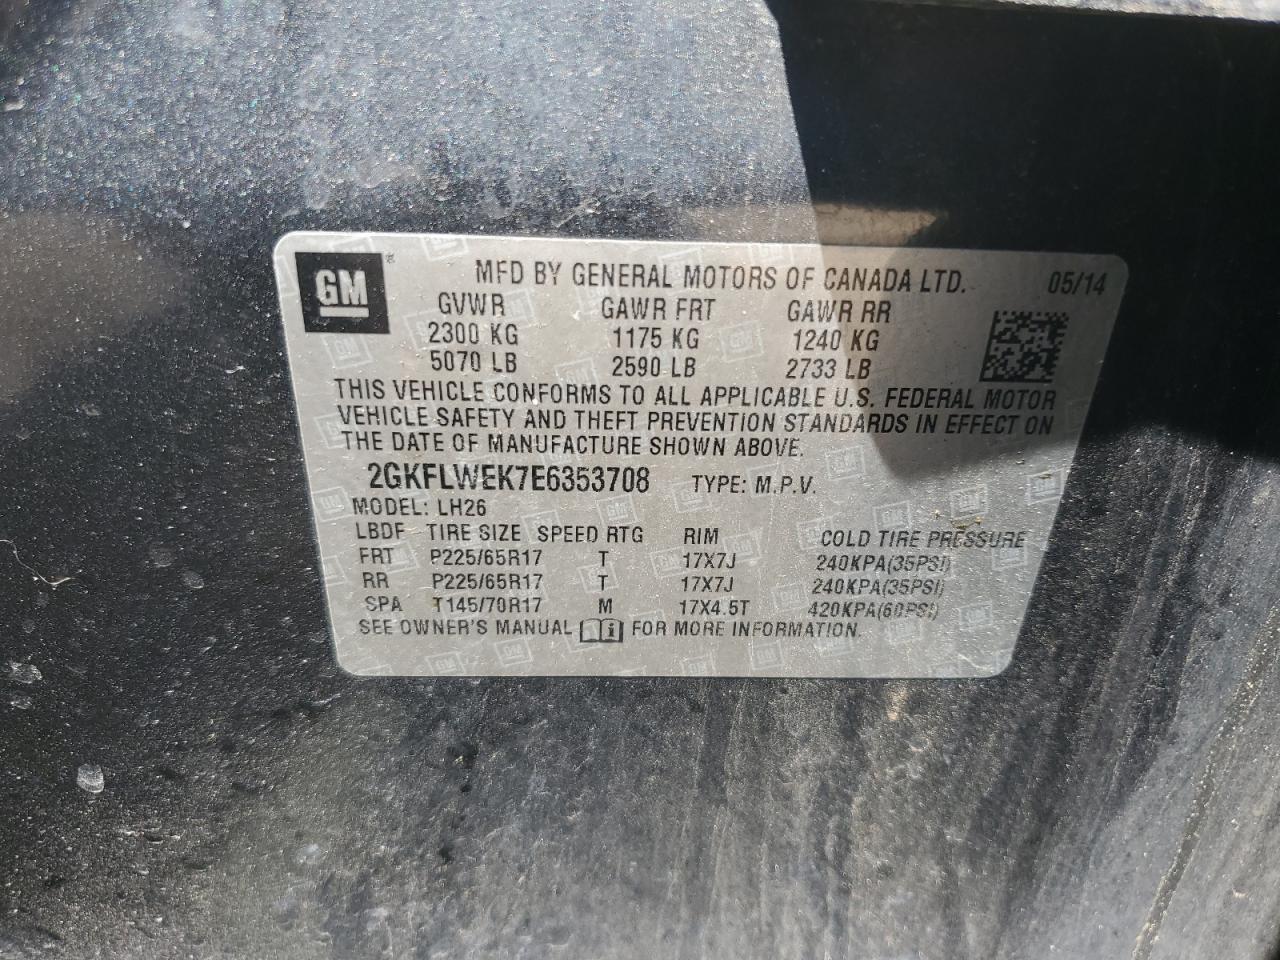 GM® MFD BY GENERAL MOTORS OF CANADA LTD. 05/14
GVWR GAWR FRT GAWR RR
2300 KG 1175 KG 1240 KG
5070 LB 2590 LB 2733 LB
THIS VEHICLE CONFORMS TO ALL APPLICABLE U.S. FEDERAL MOTOR
VEHICLE SAFETY AND THEFT PREVENTION STANDARDS IN EFFECT ON
THE DATE OF MANUFACTURE SHOWN ABOVE.
2GKFLWEK7E6353708 TYPE: M.P.V.
MODEL: LH26
LBDF TIRE SIZE SPEED RTG RIM COLD TIRE PRESSURE
FRT P225/65R17 T 17X7J 240KPA(35PSI)
RR P225/65R17 T 17X7J 240KPA(35PSI)
SPA T145/70R17 M 17X4.5T 420KPA(60PSI)
SEE OWNER'S MANUAL FOR MORE INFORMATION.